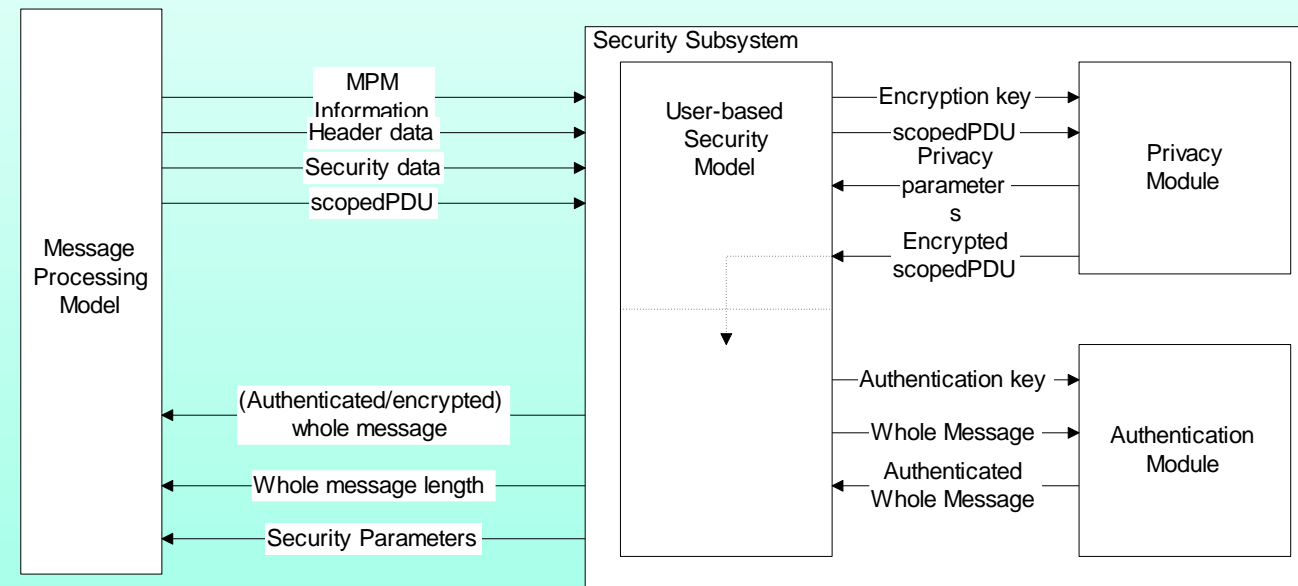 Security Subsystem
MPM
Information
Header data
Security data
scopedPDU
Message
Processing
Model
(Authenticated/encrypted)
whole message
Whole message length
Security Parameters
User-based
Security
Model
Encryption key
scopedPDU
Privacy
parameter
s
Encrypted
scopedPDU
Privacy
Module
Authentication key
Whole Message
Authenticated
Whole Message
Authentication
Module